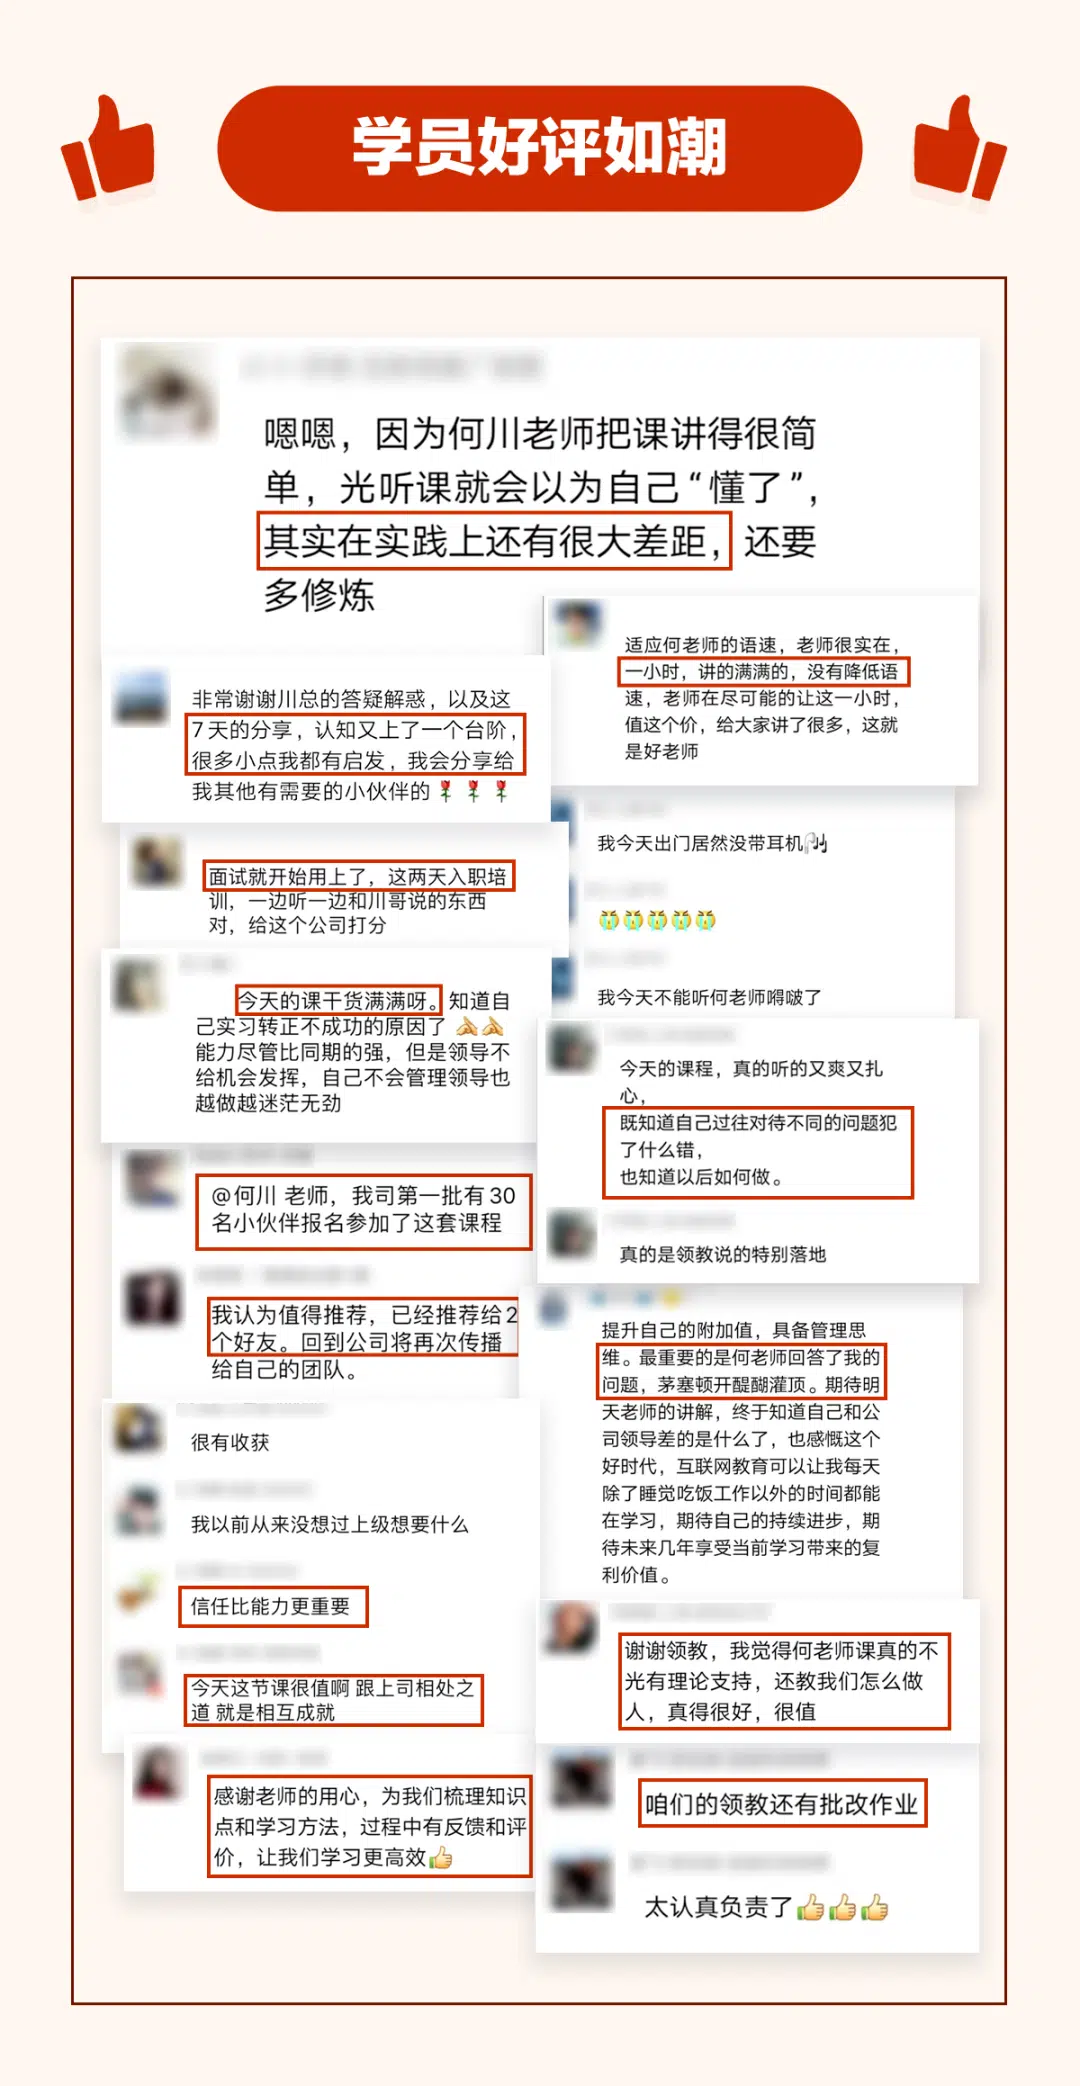 学员好评如潮
嗯嗯，因为何川老师把课讲得很简
单，光听课就会以为自己“懂了”，
其实在实践上还有很大差距，还要
多修炼
适应何老师的语速，老师很实在，
一小时，讲的满满的，没有降低语
速，老师在尽可能的让这一小时，
值这个价，给大家讲了很多，这就
是好老师
非常谢谢川总的答疑解惑，以及这
7天的分享，认知又上了一个台阶，
很多小点我都有启发，我会分享给
我其他有需要的小伙伴的🌹🌹🌹
我今天出门居然没带耳机🎧🎶
😭😭😭😭😭
我今天不能听何老师嘚啵了
面试就开始用上了，这两天入职培
训，一边听一边和川哥说的东西
对，给这个公司打分
今天的课干货满满呀。知道自
己实习转正不成功的原因了
能力尽管比同期的强，但是领导不
给机会发挥，自己不会管理领导也
越做越迷茫无劲
今天的课程，真的听的又爽又扎
心，
既知道自己过往对待不同的问题犯
了什么错，
也知道以后如何做。
真的是领教说的特别落地
@何川 老师，我司第一批有30
名小伙伴报名参加了这套课程
我认为值得推荐，已经推荐给2
个好友。回到公司将再次传播
给自己的团队。
提升自己的附加值，具备管理思
维。最重要的是何老师回答了我的
问题，茅塞顿开醍醐灌顶。期待明
天老师的讲解，终于知道自己和公
司领导差的是什么了，也感慨这个
好时代，互联网教育可以让我每天
除了睡觉吃饭工作以外的时间都能
在学习，期待自己的持续进步，期
待未来几年享受当前学习带来的复
利价值。
很有收获
我以前从来没想过上级想要什么
信任比能力更重要
今天这节课很值啊 跟上司相处之
道 就是相互成就
谢谢领教，我觉得何老师课真的不
光有理论支持，还教我们怎么做
人，真得很好，很值
感谢老师的用心，为我们梳理知识
点和学习方法，过程中有反馈和评
价，让我们学习更高效👍
咱们的领教还有批改作业
太认真负责了👍👍👍